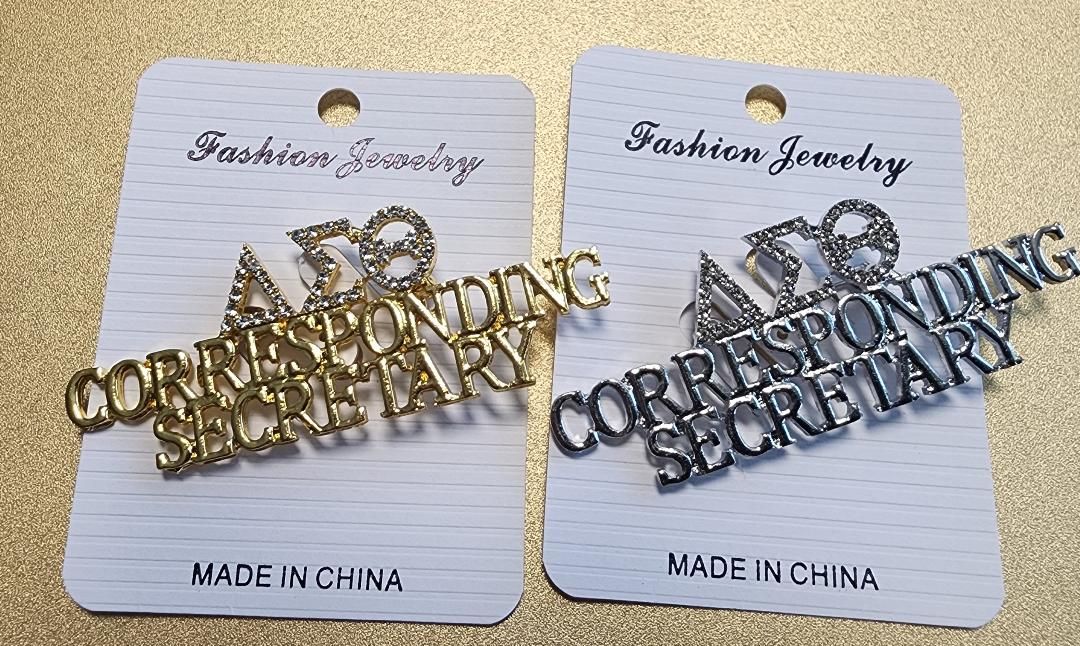 Fashion Jewelry
ΔΣΘ
CORRESPONDING
SECRETARY
MADE IN CHINA
Fashion Jewelry
ΔΣΘ
CORRESPONDING
SECRETARY
MADE IN CHINA